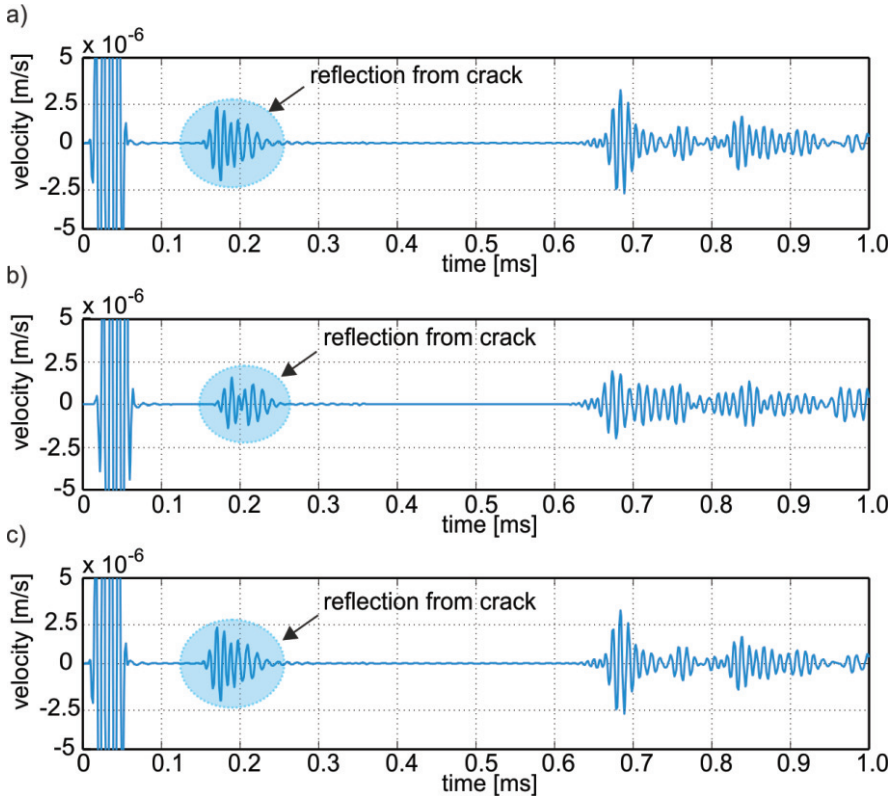 a)
x 10-6
5
2.5
0
-2.5
-5
velocity [m/s]
reflection from crack
0 0.1 0.2 0.3 0.4 0.5 0.6 0.7 0.8 0.9 1.0
time [ms]
b)
x 10-6
5
2.5
0
-2.5
-5
velocity [m/s]
reflection from crack
0 0.1 0.2 0.3 0.4 0.5 0.6 0.7 0.8 0.9 1.0
time [ms]
c)
x 10-6
5
2.5
0
-2.5
-5
velocity [m/s]
reflection from crack
0 0.1 0.2 0.3 0.4 0.5 0.6 0.7 0.8 0.9 1.0
time [ms]